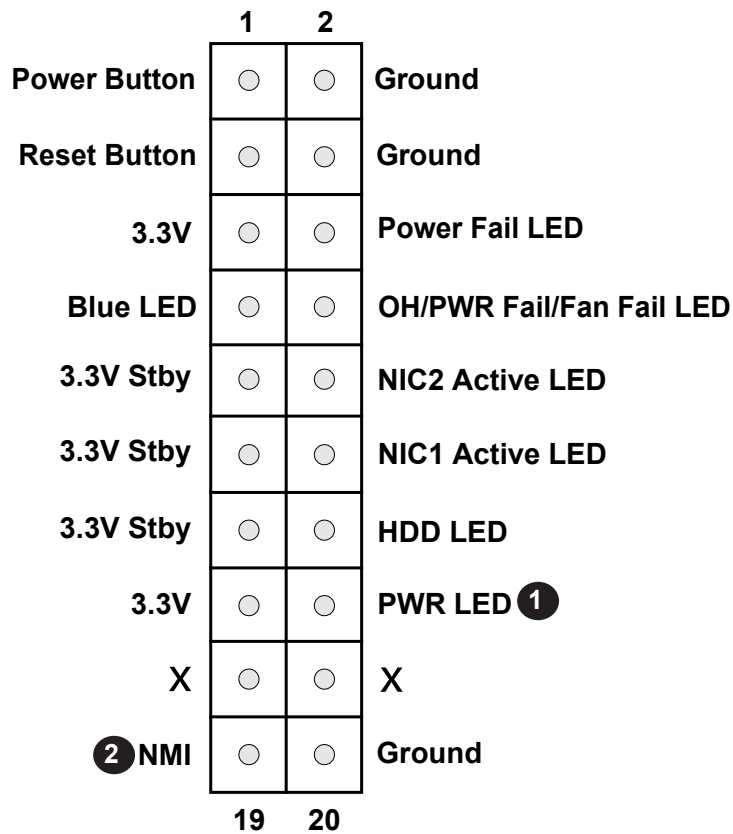 1 2
Power Button Ground
Reset Button Ground
3.3V Power Fail LED
Blue LED OH/PWR Fail/Fan Fail LED
3.3V Stby NIC2 Active LED
3.3V Stby NIC1 Active LED
3.3V Stby HDD LED
3.3V PWR LED 1
X X
2 NMI Ground
19 20